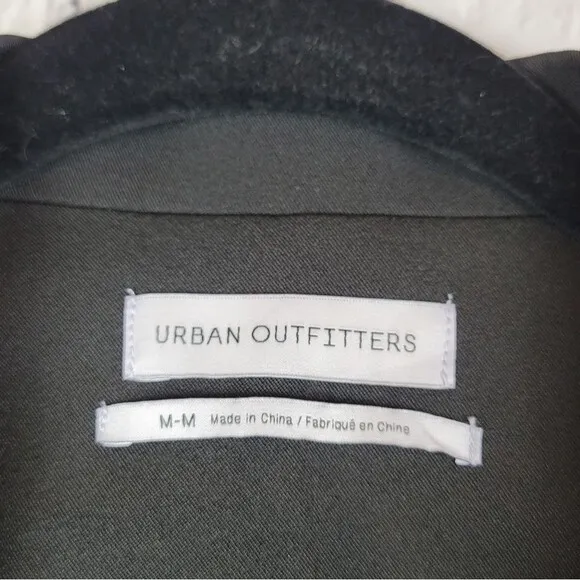 URBAN OUTFITTERS
M-M Made in China / Fabriqué en Chine